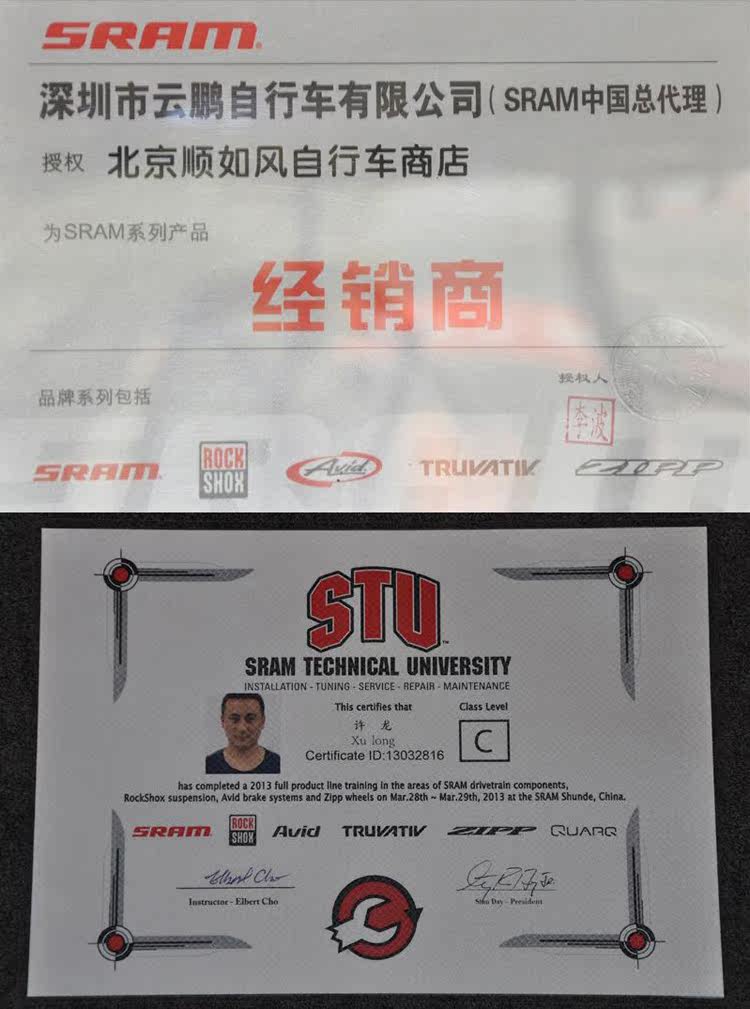 SRAM
深圳市云鹏自行车有限公司(SRAM中国总代理)
授权 北京顺如风自行车商店
为SRAM系列产品
经销商
授权人
品牌系列包括
李波
SRAM ROCK SHOX Avid TRUVATIV ZIPP
STU
SRAM TECHNICAL UNIVERSITY
INSTALLATION - TUNING - SERVICE - REPAIR - MAINTENANCE
This certifies that
Class Level
许 龙
Xu long
C
Certificate ID:13032816
has completed a 2013 full product line training in the areas of SRAM drivetrain components,
RockShox suspension, Avid brake systems and Zipp wheels on Mar.28th ~ Mar.29th, 2013 at the SRAM Shunde, China.
SRAM ROCK SHOX Avid TRUVATIV ZIPP QUARQ
Instructor - Elbert Cho
Day - President